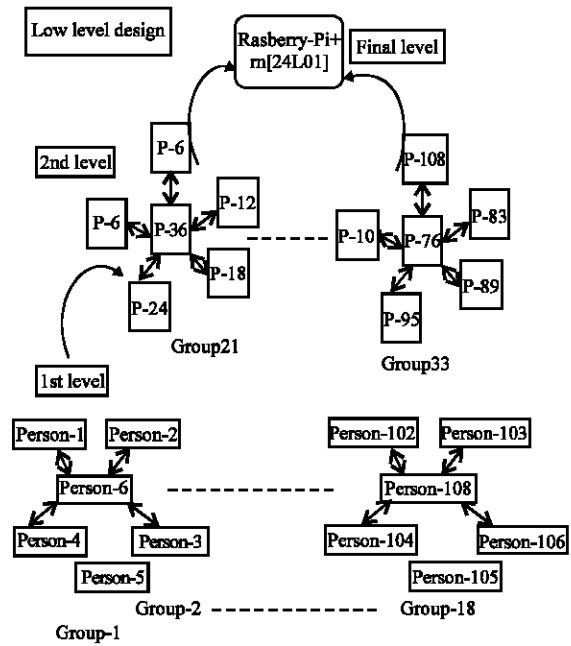 Low level design
Rasberry-Pi+
rn[24L01]
Final level
2nd level
P-6
P-6
P-36
P-12
P-18
P-24
Group21
P-108
P-10
P-76
P-83
P-89
P-95
Group33
1st level
Person-1
Person-2
Person-6
Person-4
Person-3
Person-5
Person-102
Person-103
Person-108
Person-104
Person-106
Person-105
Group-2
Group-18
Group-1